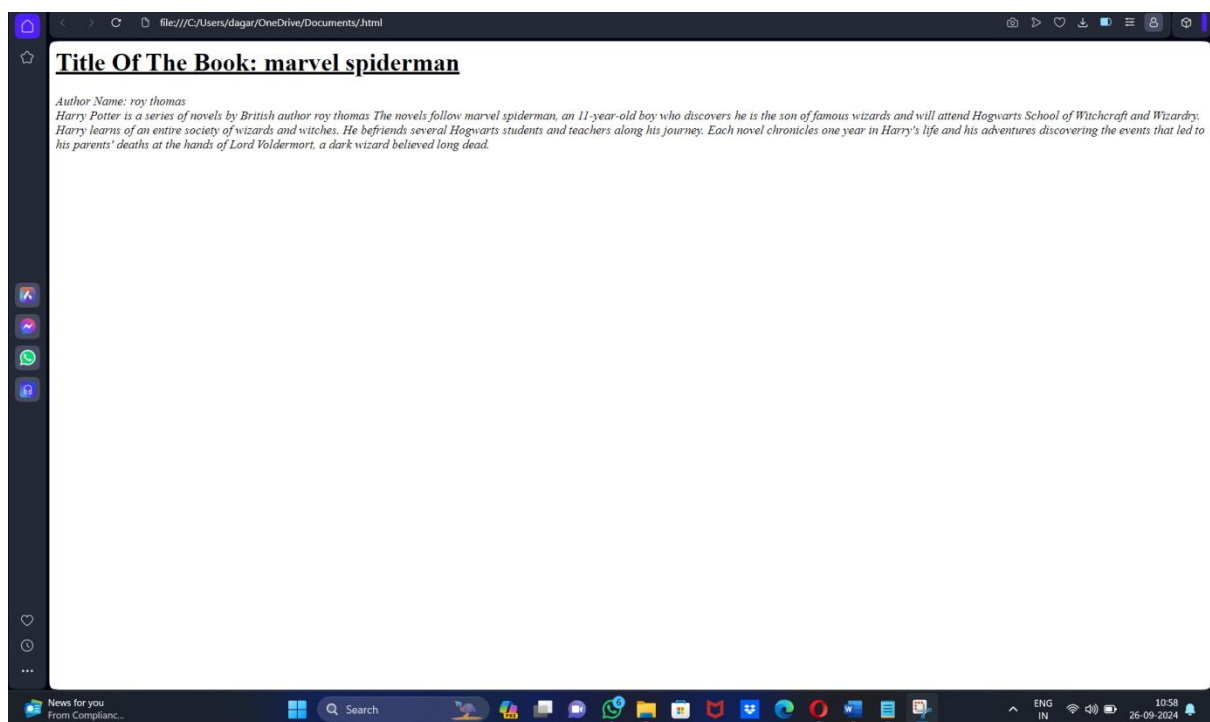 file:///C:/Users/dagar/OneDrive/Documents/.html
Title Of The Book: marvel spiderman
Author Name: roy thomas
Harry Potter is a series of novels by British author roy thomas The novels follow marvel spiderman, an 11-year-old boy who discovers he is the son of famous wizards and will attend Hogwarts School of Witchcraft and Wizardry.
Harry learns of an entire society of wizards and witches. He befriends several Hogwarts students and teachers along his journey. Each novel chronicles one year in Harry's life and his adventures discovering the events that led to
his parents' deaths at the hands of Lord Voldermort, a dark wizard believed long dead.
News for you
From Complianc...
Search
ENG
IN
10:58
26-09-2024